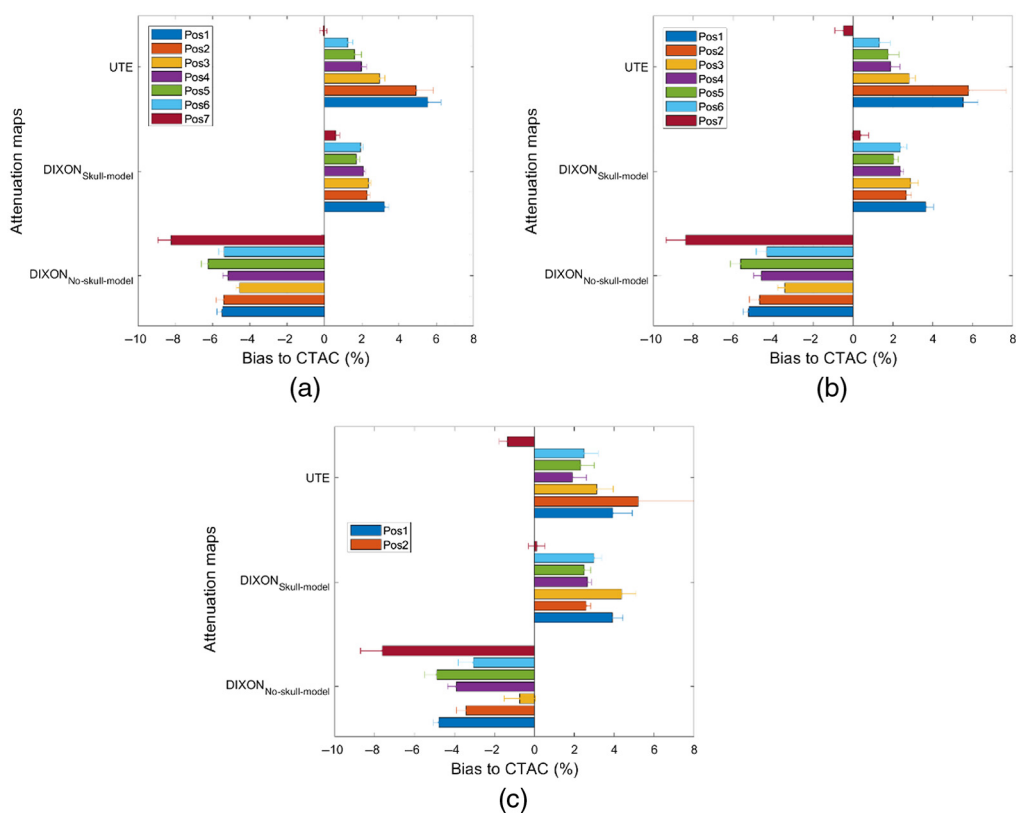 Pos1
Pos2
Pos3
Pos4
Pos5
Pos6
Pos7
UTE
DIXONSkull-model
DIXONNo-skull-model
Attenuation maps
–10 –8 –6 –4 –2 0 2 4 6 8
Bias to CTAC (%)
(a)
Pos1
Pos2
Pos3
Pos4
Pos5
Pos6
Pos7
UTE
DIXONSkull-model
DIXONNo-skull-model
Attenuation maps
–10 –8 –6 –4 –2 0 2 4 6 8
Bias to CTAC (%)
(b)
Pos1
Pos2
UTE
DIXONSkull-model
DIXONNo-skull-model
Attenuation maps
–10 –8 –6 –4 –2 0 2 4 6 8
Bias to CTAC (%)
(c)